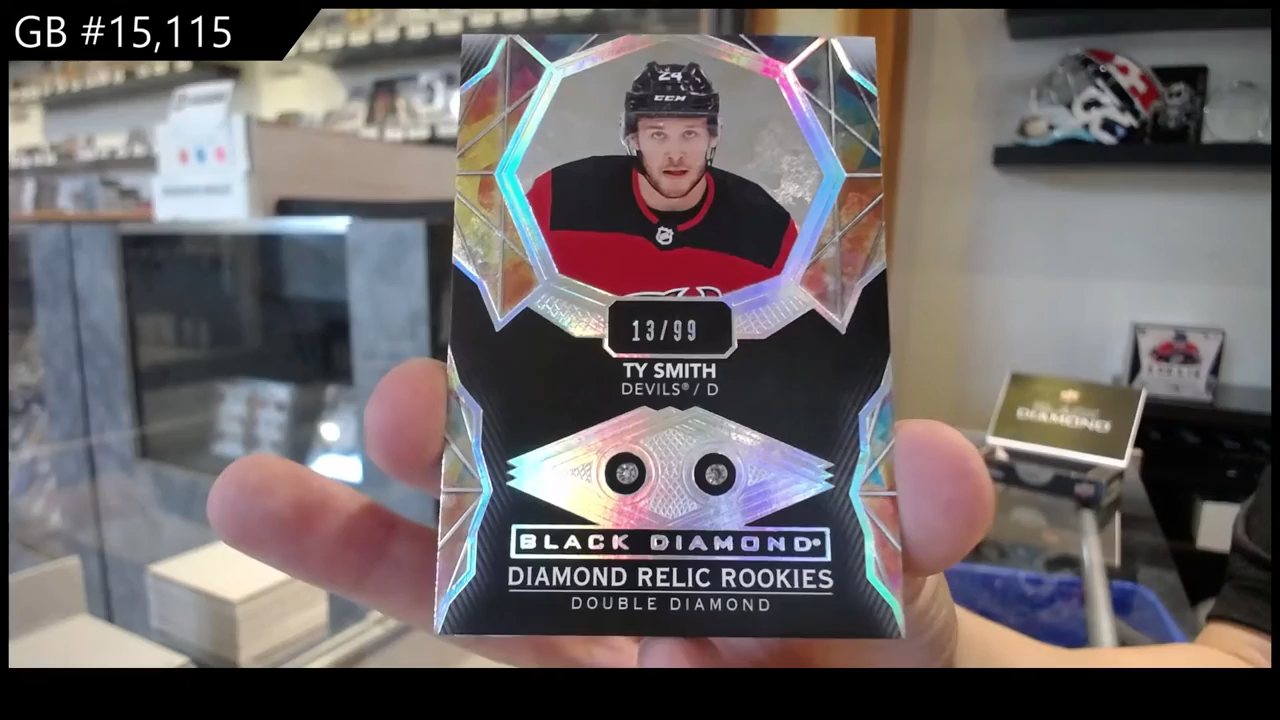 GB #15,115
24
CCM
13/99
TY SMITH
DEVILS® / D
BLACK DIAMOND®
DIAMOND RELIC ROOKIES
DOUBLE DIAMOND
DIAMOND